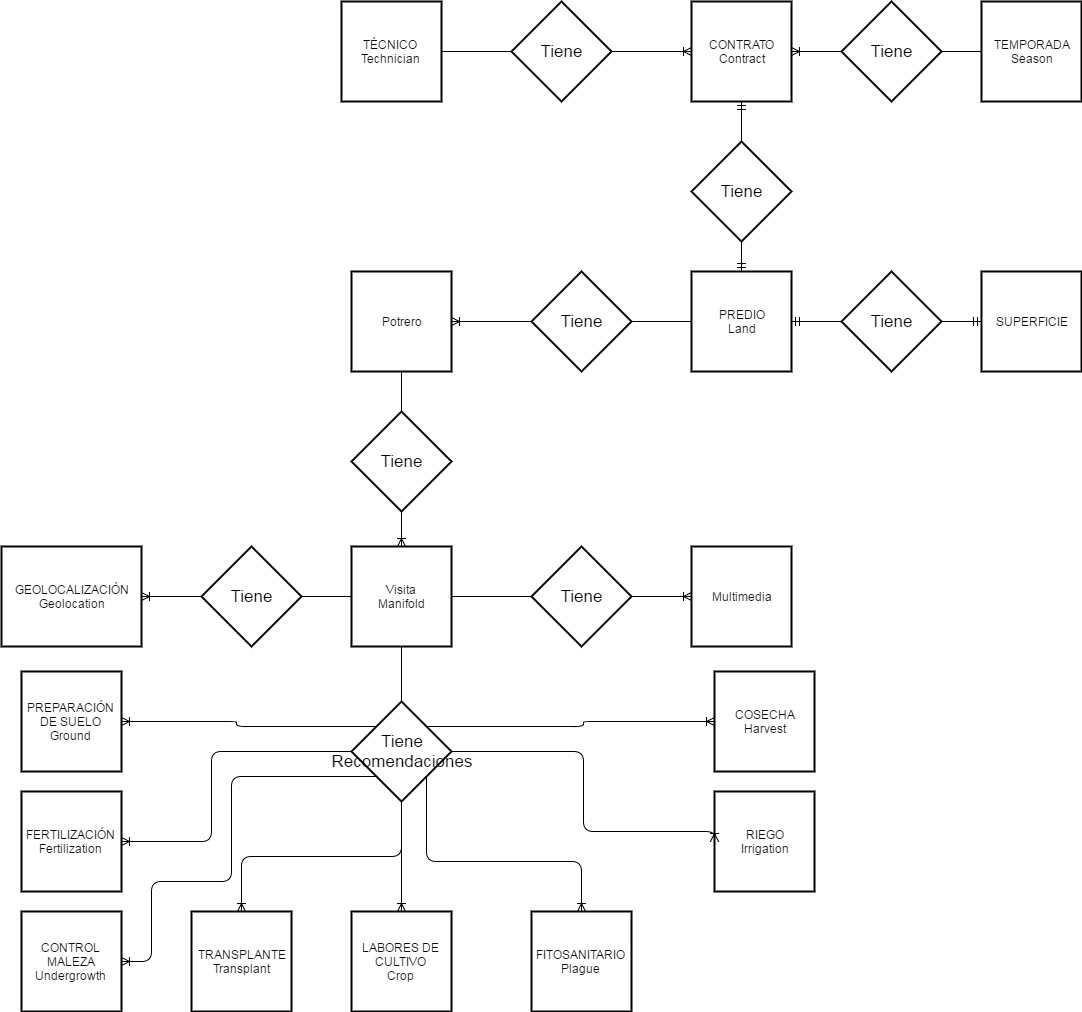 TÉCNICO
Technician
Tiene
CONTRATO
Contract
Tiene
TEMPORADA
Season
Tiene
Potrero
Tiene
PREDIO
Land
Tiene
SUPERFICIE
Tiene
GEOLOCALIZACIÓN
Geolocation
Tiene
Visita
Manifold
Tiene
Multimedia
PREPARACIÓN
DE SUELO
Ground
Tiene
Recomendaciones
COSECHA
Harvest
FERTILIZACIÓN
Fertilization
RIEGO
Irrigation
CONTROL
MALEZA
Undergrowth
TRANSPLANTE
Transplant
LABORES DE
CULTIVO
Crop
FITOSANITARIO
Plague